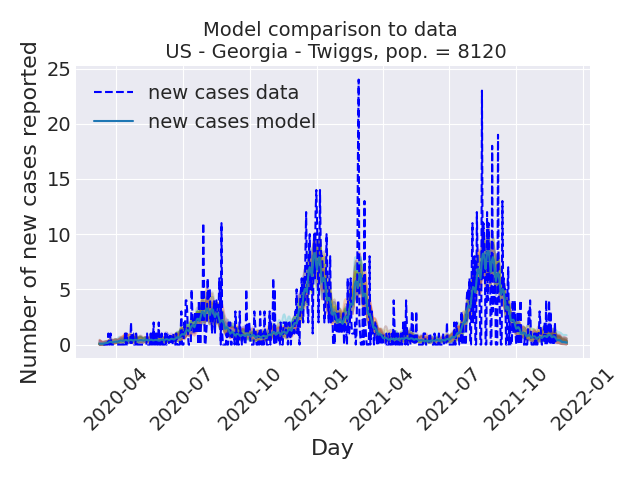 Model comparison to data
US - Georgia - Twiggs, pop. = 8120
Number of new cases reported
25
20
15
10
5
0
new cases data
new cases model
2020-04
2020-07
2020-10
2021-01
2021-04
2021-07
2021-10
2022-01
Day